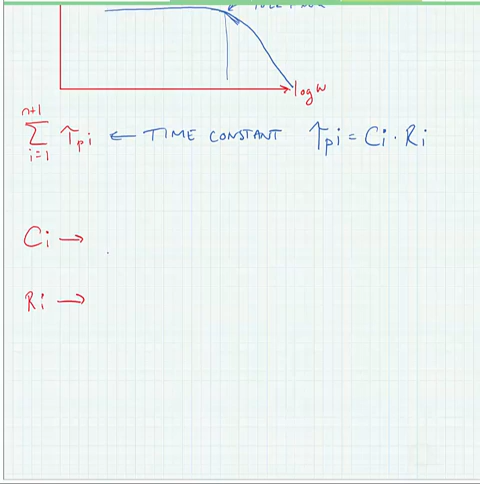 log w
n+1
∑ τpi ← TIME CONSTANT τpi = Ci · Ri
i=1
Ci →
Ri →